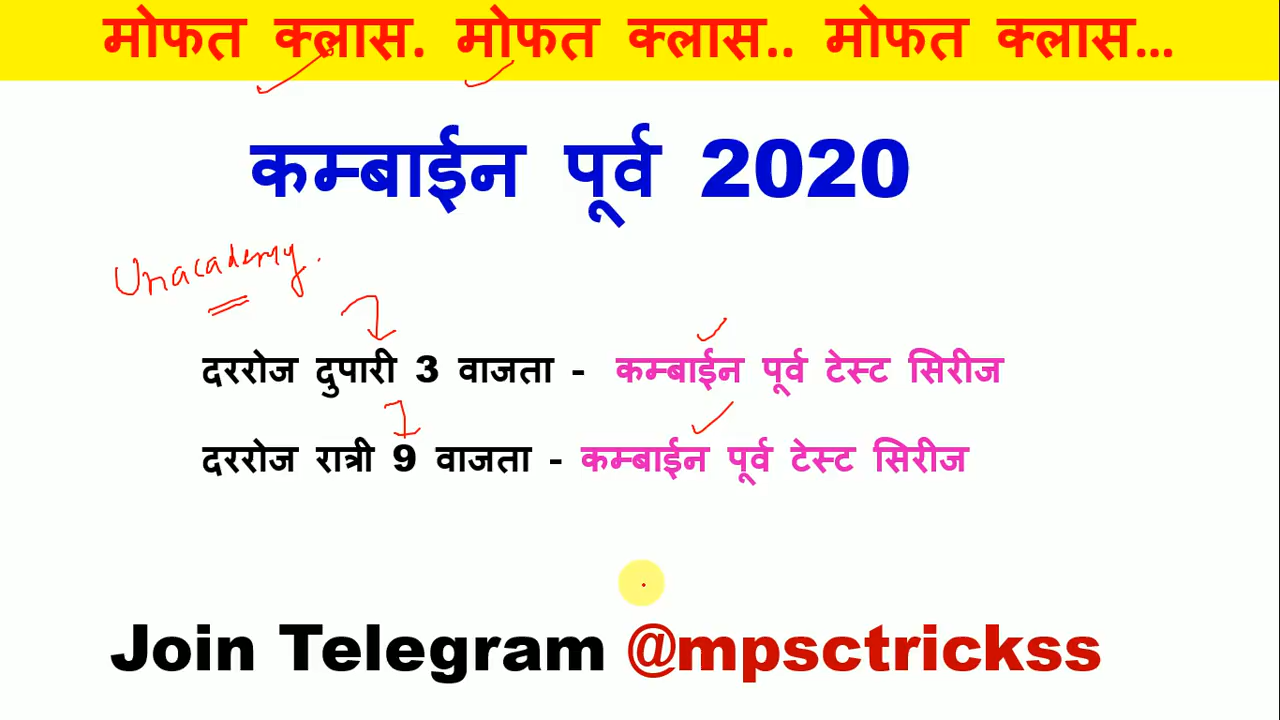 मोफत क्लास. मोफत क्लास.. मोफत क्लास...
कम्बाईन पूर्व 2020
Unacademy.
दररोज दुपारी 3 वाजता - कम्बाईन पूर्व टेस्ट सिरीज
दररोज रात्री 9 वाजता - कम्बाईन पूर्व टेस्ट सिरीज
Join Telegram @mpsctrickss